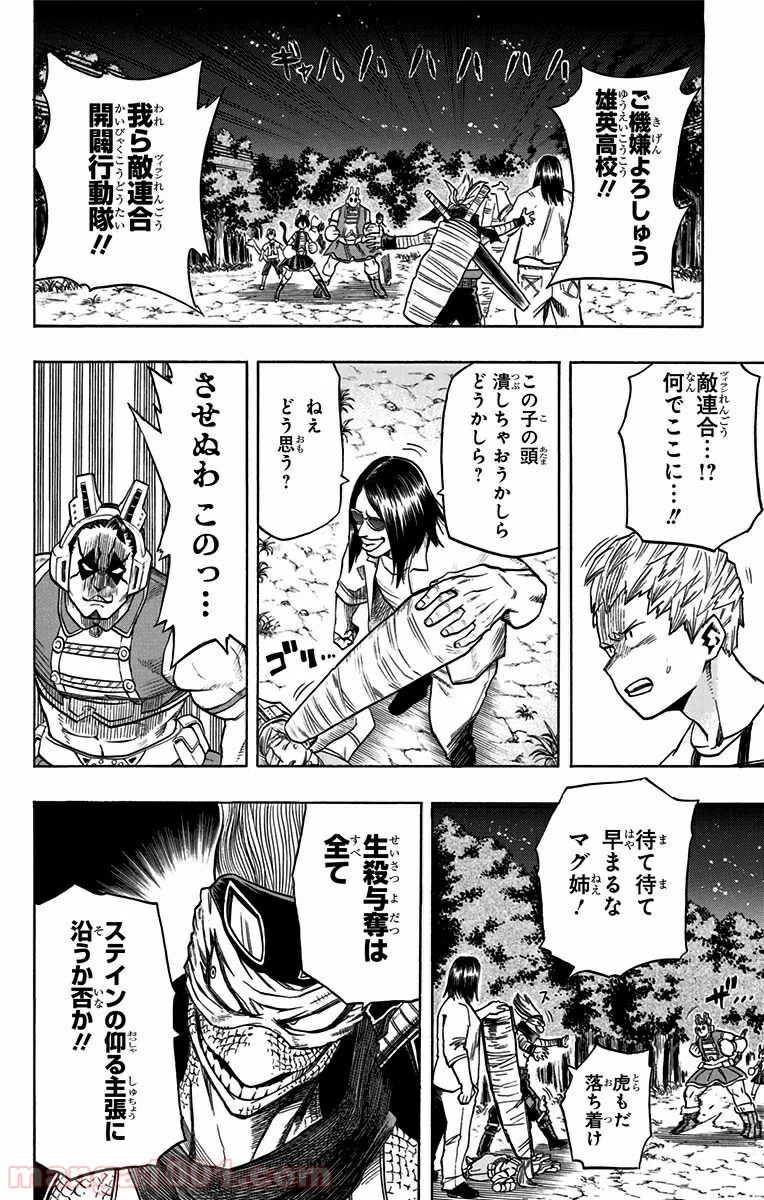 ご機嫌よろしゅう
雄英高校!!
ギャハハハハハ
我ら敵連合
開闢行動隊!!
敵連合…!?
何でここに…!!
この子の頭
潰しちゃおうかしら
どうかしら?
ねえ
どう思う?
ゴリ…
させぬわ このっ…
待て待て
早まるな
マグ姉!
虎もだ
落ち着け
生殺与奪は
全て
ステインの仰る主張に
沿うか否か!!